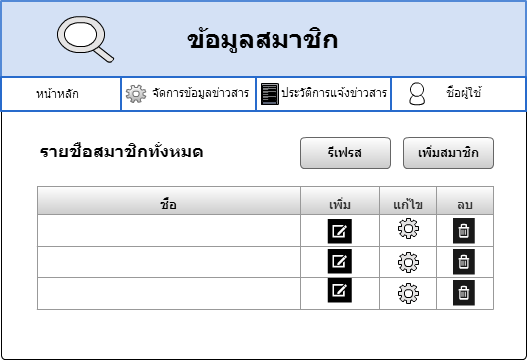 ข้อมูลสมาชิก
หน้าหลัก จัดการข้อมูลข่าวสาร ประวัติการแจ้งข่าวสาร ชื่อผู้ใช้
รายชื่อสมาชิกทั้งหมด รีเฟรส เพิ่มสมาชิก
ชื่อ เพิ่ม แก้ไข ลบ